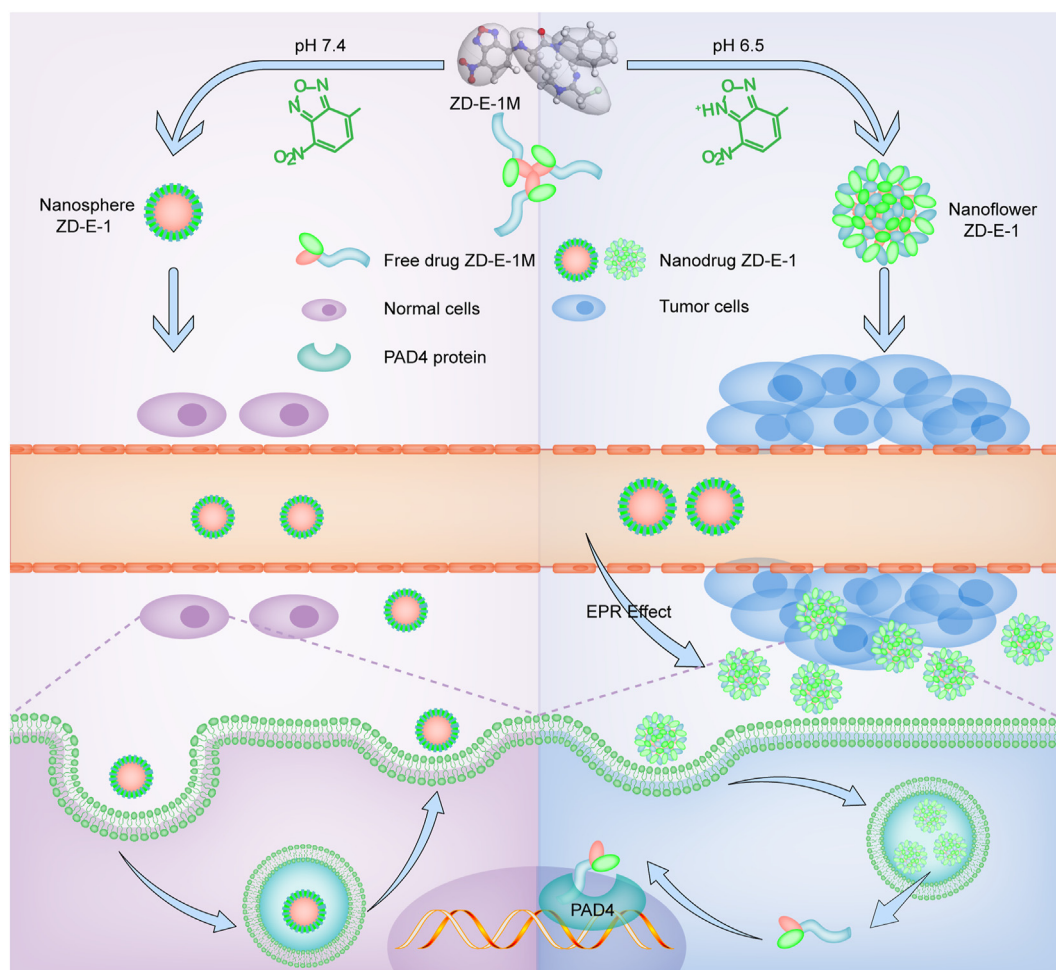 pH 7.4
pH 6.5
ZD-E-1M
O
N
N
O₂N
O
N
⁺HN
O₂N
Nanosphere
ZD-E-1
Nanoflower
ZD-E-1
Free drug ZD-E-1M
Nanodrug ZD-E-1
Normal cells
Tumor cells
PAD4 protein
EPR Effect
PAD4